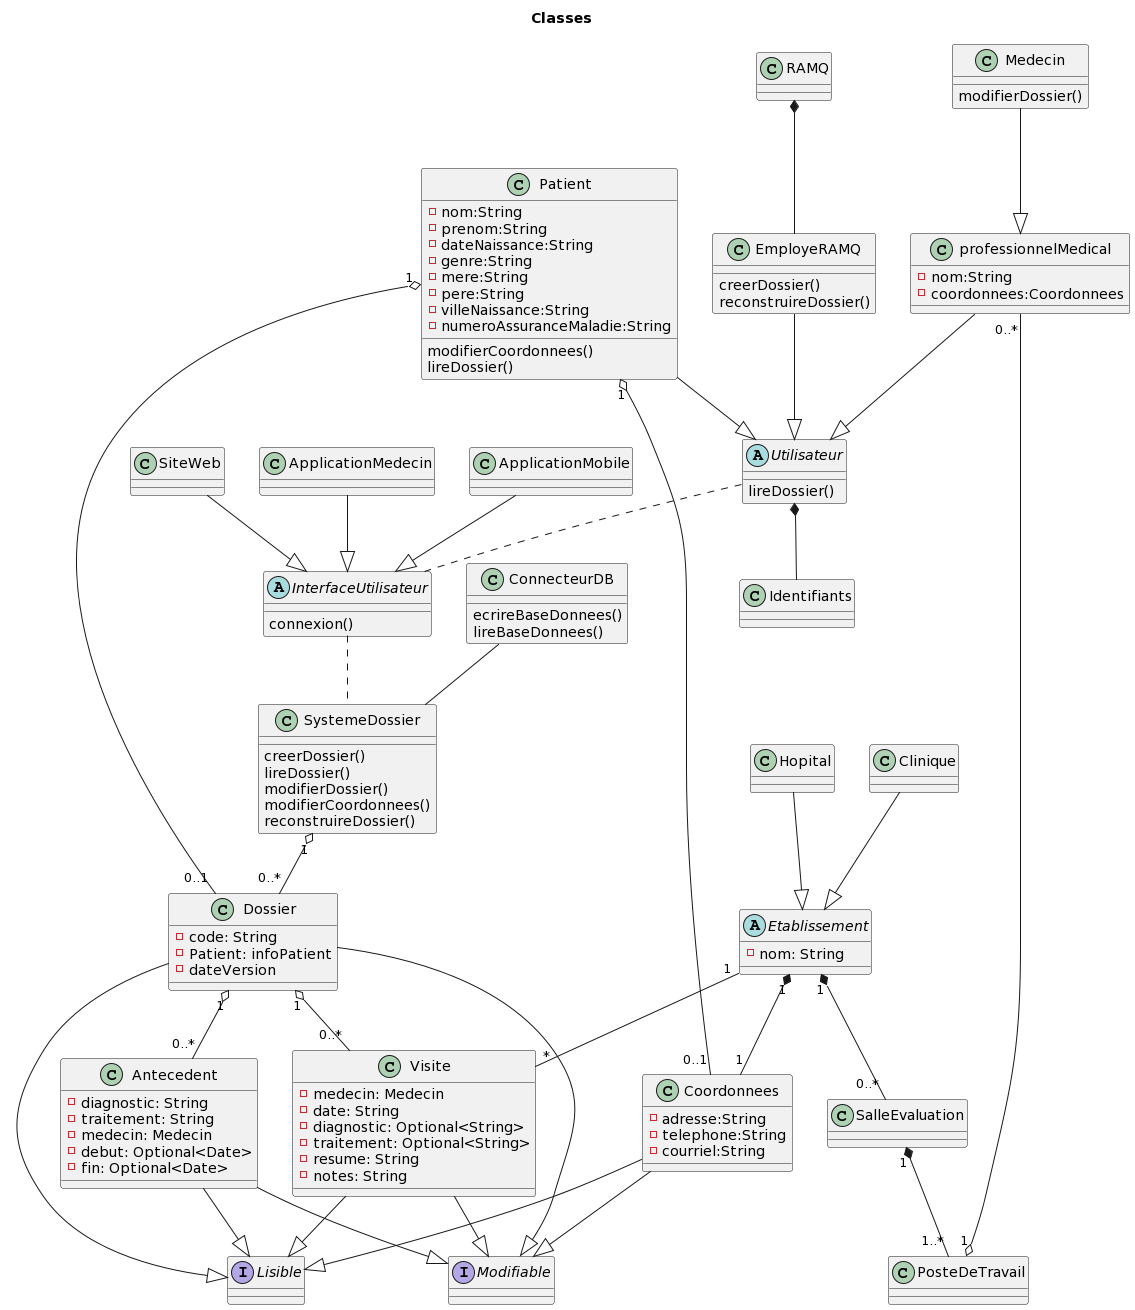 Classes
C RAMQ
C Medecin
modifierDossier()
C Patient
nom:String
prenom:String
dateNaissance:String
genre:String
mere:String
pere:String
villeNaissance:String
numeroAssuranceMaladie:String
modifierCoordonnees()
lireDossier()
C EmployeRAMQ
creerDossier()
reconstruireDossier()
C professionnelMedical
nom:String
coordonnees:Coordonnees
1
0..*
1
C SiteWeb
C ApplicationMedecin
C ApplicationMobile
A Utilisateur
lireDossier()
A InterfaceUtilisateur
connexion()
C ConnecteurDB
ecrireBaseDonnees()
lireBaseDonnees()
C Identifiants
C SystemeDossier
creerDossier()
lireDossier()
modifierDossier()
modifierCoordonnees()
reconstruireDossier()
C Hopital
C Clinique
1
0..1
0..*
C Dossier
code: String
Patient: infoPatient
dateVersion
A Etablissement
nom: String
1
1
1
1
1
0..*
0..*
*
0..1
1
0..*
C Antecedent
diagnostic: String
traitement: String
medecin: Medecin
debut: Optional<Date>
fin: Optional<Date>
C Visite
medecin: Medecin
date: String
diagnostic: Optional<String>
traitement: Optional<String>
resume: String
notes: String
C Coordonnees
adresse:String
telephone:String
courriel:String
C SalleEvaluation
1
1..*
1
I Lisible
I Modifiable
C PosteDeTravail